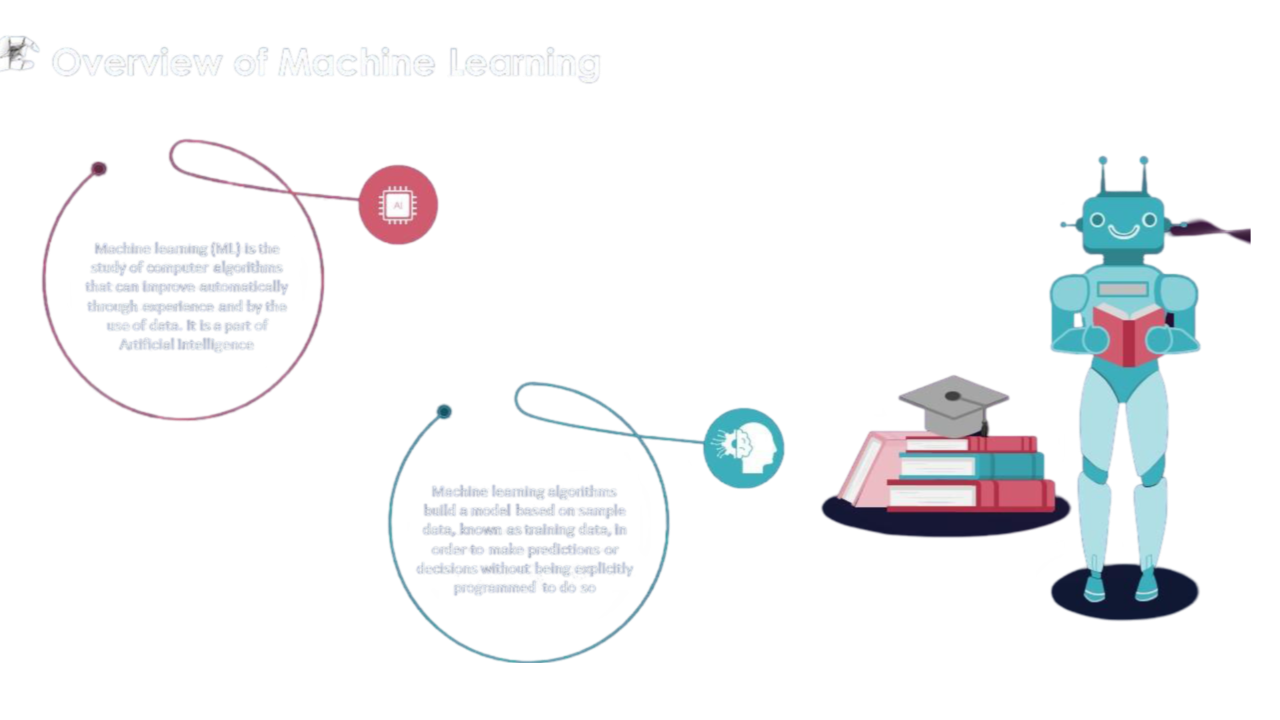 Overview of Machine Learning
AI
Machine learning (ML) is the
study of computer algorithms
that can improve automatically
through experience and by the
use of data. It is a part of
Artificial Intelligence
Machine learning algorithms
build a model based on sample
data, known as training data, in
order to make predictions or
decisions without being explicitly
programmed to do so